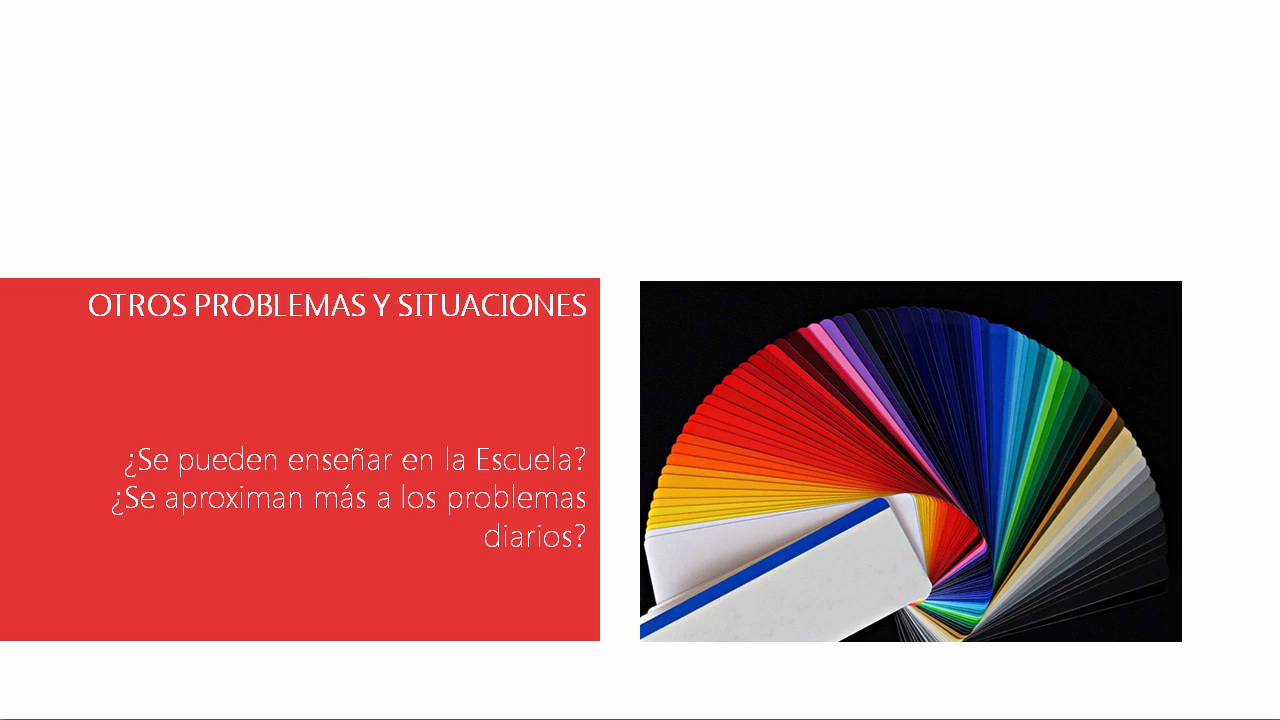 OTROS PROBLEMAS Y SITUACIONES
¿Se pueden enseñar en la Escuela?
¿Se aproximan más a los problemas
diarios?